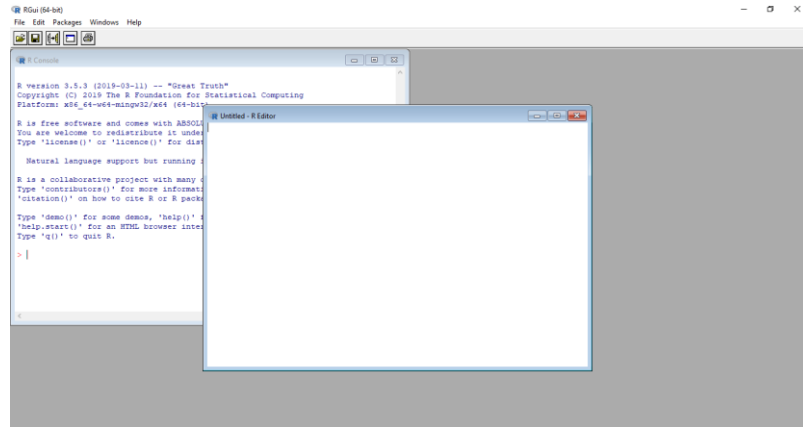 RGui (64-bit)
File Edit Packages Windows Help
R Console
R version 3.5.3 (2019-03-11) -- "Great Truth"
Copyright (C) 2019 The R Foundation for Statistical Computing
Platform: x86_64-w64-mingw32/x64 (64-bit)
R is free software and comes with ABSOL
You are welcome to redistribute it under
Type 'license()' or 'licence()' for dist
Natural language support but running
R is a collaborative project with many
Type 'contributors()' for more informati
'citation()' on how to cite R or R packa
Type 'demo()' for some demos, 'help()'
'help.start()' for an HTML browser inte
Type 'q()' to quit R.
>
Untitled - R Editor